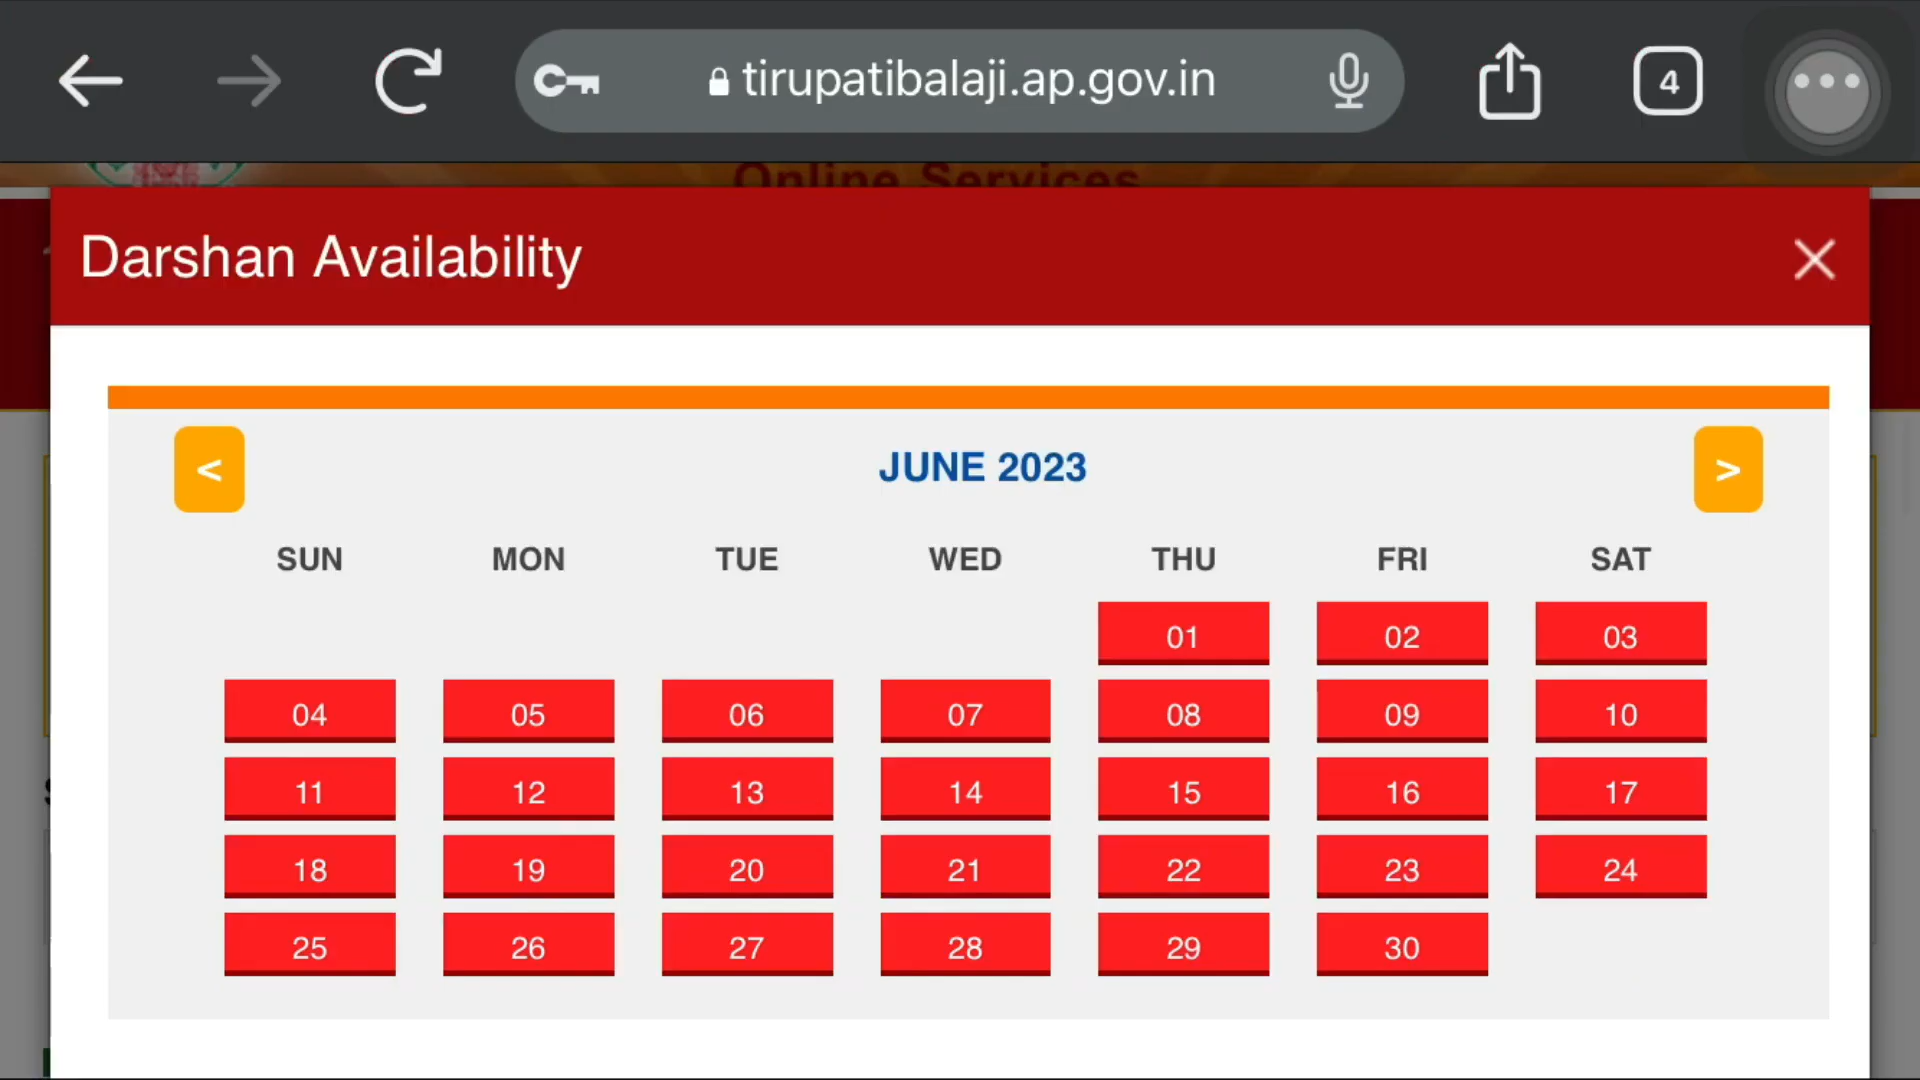 tirupatibalaji.ap.gov.in
4
Online Services
Darshan Availability
<
JUNE 2023
>
SUN MON TUE WED THU FRI SAT
01 02 03
04 05 06 07 08 09 10
11 12 13 14 15 16 17
18 19 20 21 22 23 24
25 26 27 28 29 30